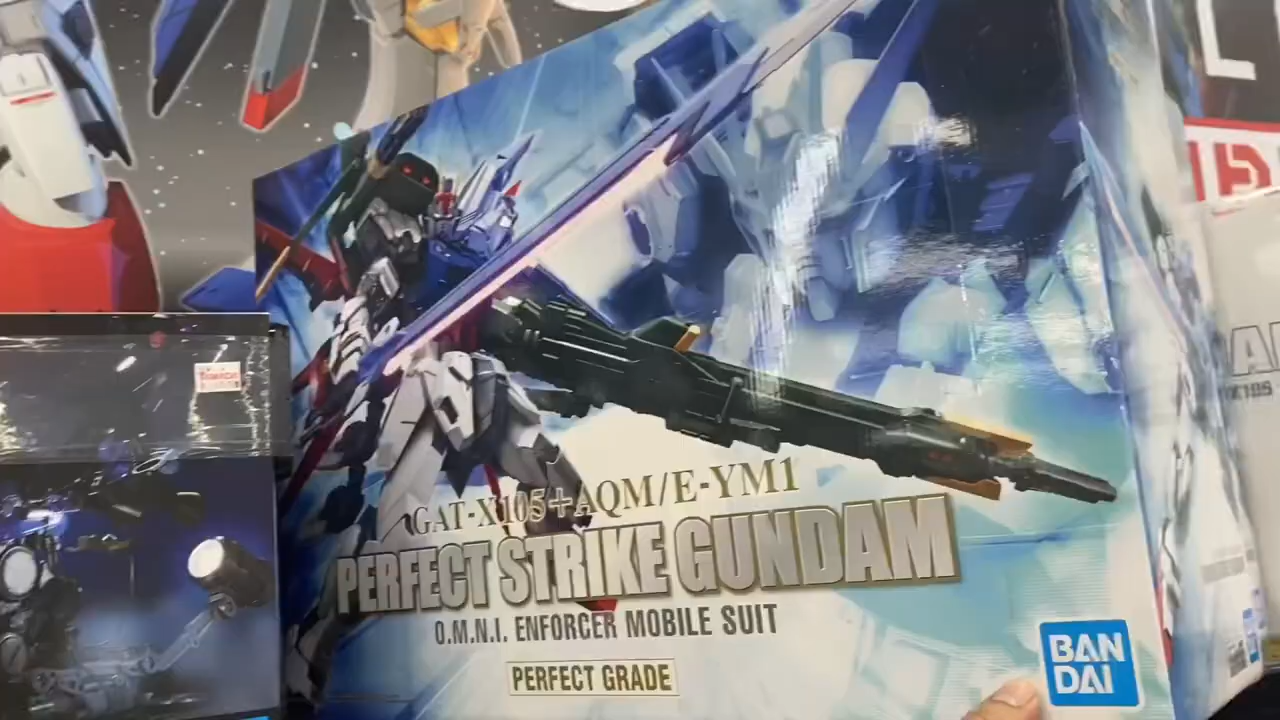 GAT-X105+AQM/E-YM1
PERFECT STRIKE GUNDAM
O.M.N.I. ENFORCER MOBILE SUIT
PERFECT GRADE
BAN
DAI